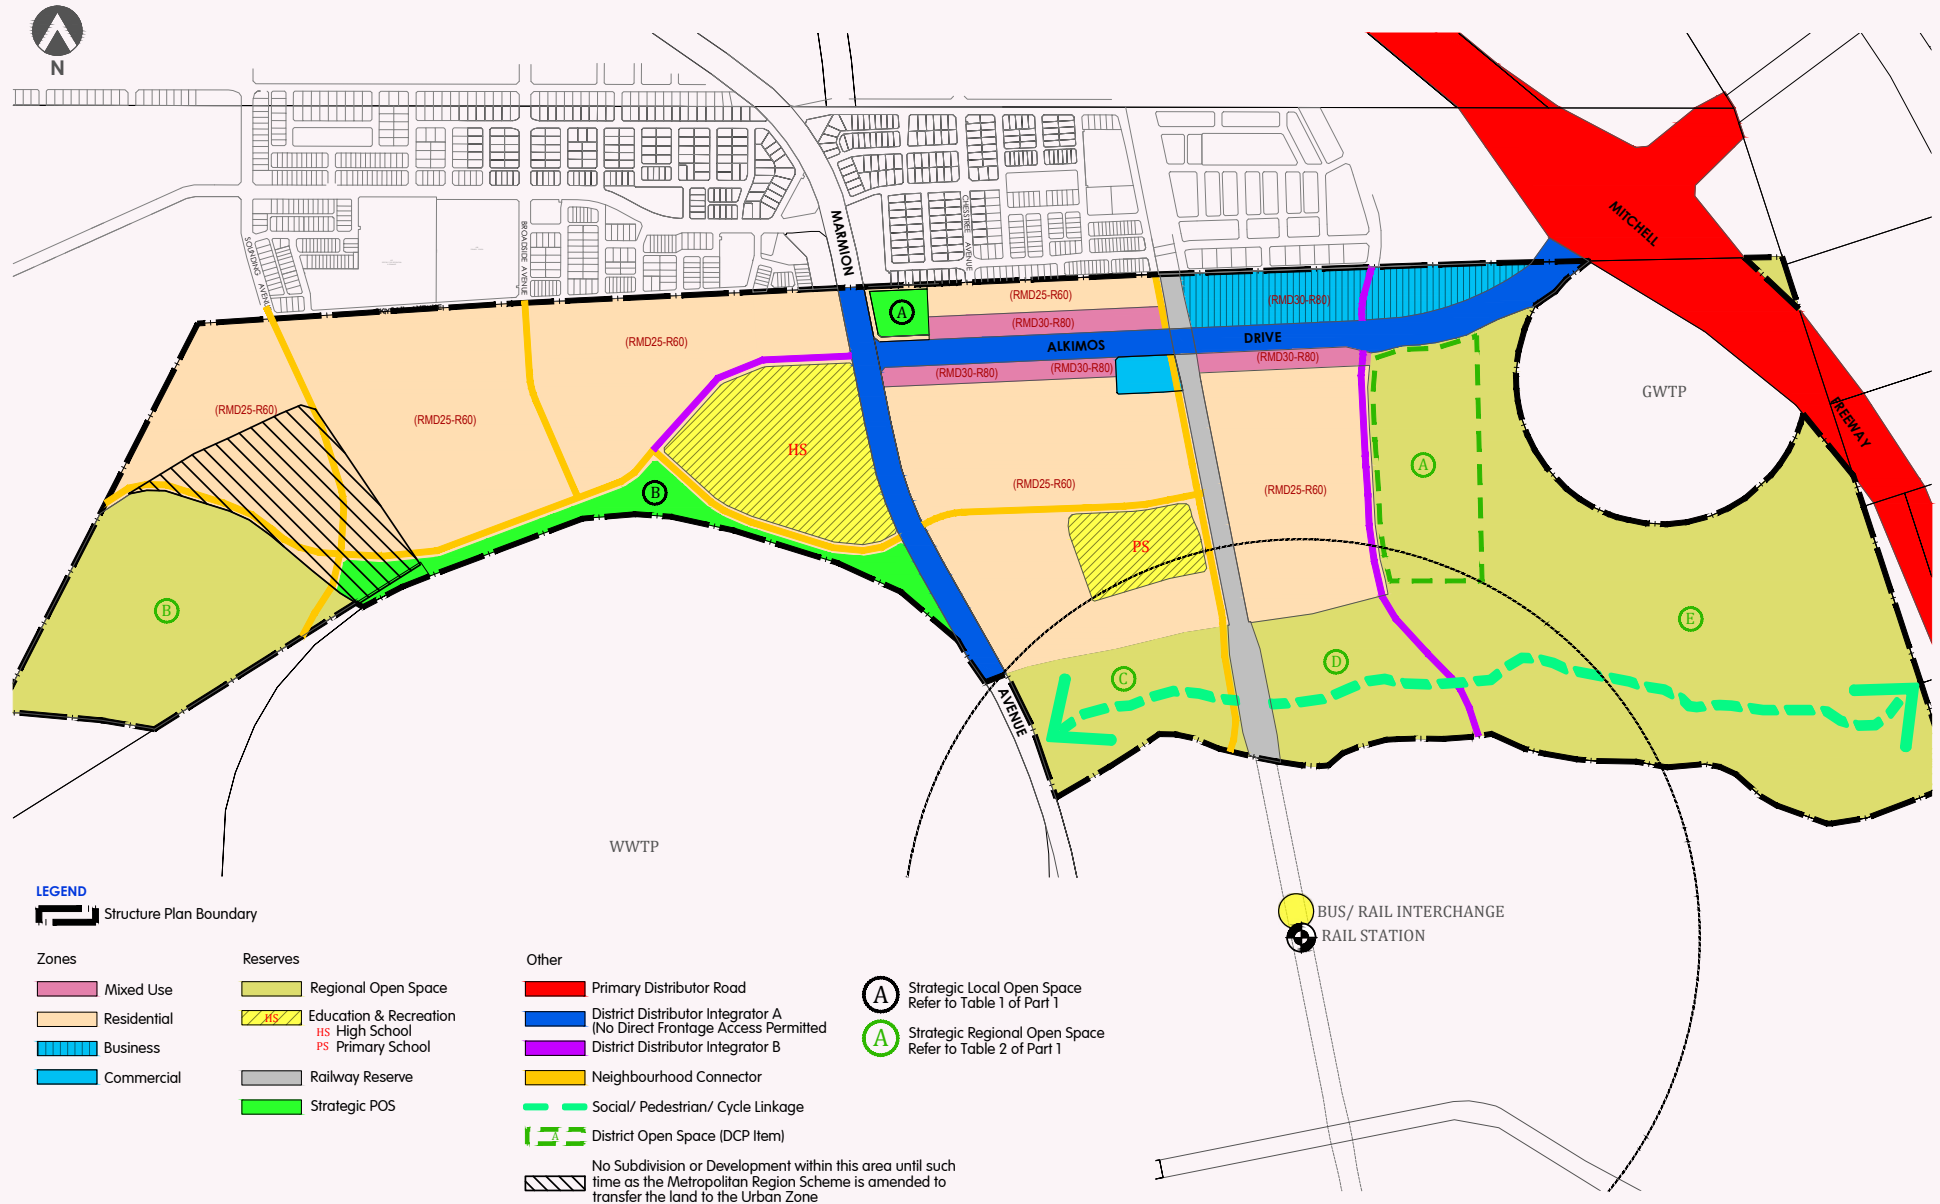 N
MARMION
SOUNDING AVENUE
BROADSIDE AVENUE
CHESSTREE AVENUE
MITCHELL
FREEWAY
A
(RMD25-R60)
(RMD30-R80)
(RMD30-R80)
ALKIMOS DRIVE
(RMD25-R60)
(RMD30-R80)
(RMD30-R80)
(RMD30-R80)
GWTP
(RMD25-R60)
(RMD25-R60)
HS
A
B
(RMD25-R60)
(RMD25-R60)
PS
B
E
C
D
AVENUE
WWTP
BUS/ RAIL INTERCHANGE
RAIL STATION
LEGEND
Structure Plan Boundary
Zones
Mixed Use
Residential
Business
Commercial
Reserves
Regional Open Space
HS
Education & Recreation
HS High School
PS Primary School
Railway Reserve
Strategic POS
Other
Primary Distributor Road
District Distributor Integrator A
(No Direct Frontage Access Permitted
District Distributor Integrator B
Neighbourhood Connector
Social/ Pedestrian/ Cycle Linkage
A
District Open Space (DCP Item)
No Subdivision or Development within this area until such
time as the Metropolitan Region Scheme is amended to
transfer the land to the Urban Zone
A
Strategic Local Open Space
Refer to Table 1 of Part 1
A
Strategic Regional Open Space
Refer to Table 2 of Part 1